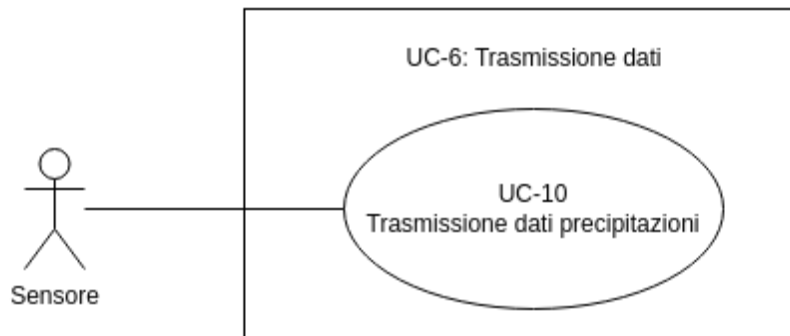 UC-6: Trasmissione dati
UC-10
Trasmissione dati precipitazioni
Sensore